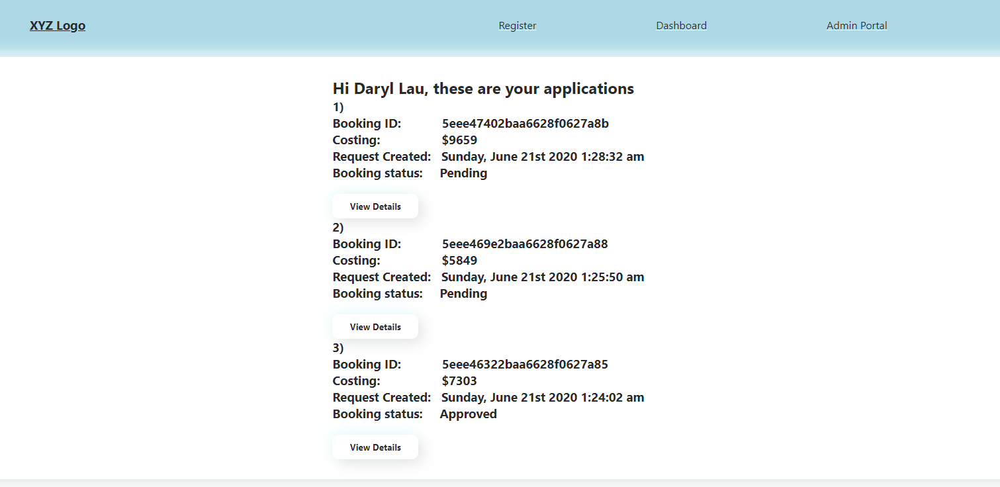 XYZ Logo Register Dashboard Admin Portal
Hi Daryl Lau, these are your applications
1)
Booking ID: 5eee47402baa6628f0627a8b
Costing: $9659
Request Created: Sunday, June 21st 2020 1:28:32 am
Booking status: Pending
View Details
2)
Booking ID: 5eee469e2baa6628f0627a88
Costing: $5849
Request Created: Sunday, June 21st 2020 1:25:50 am
Booking status: Pending
View Details
3)
Booking ID: 5eee46322baa6628f0627a85
Costing: $7303
Request Created: Sunday, June 21st 2020 1:24:02 am
Booking status: Approved
View Details